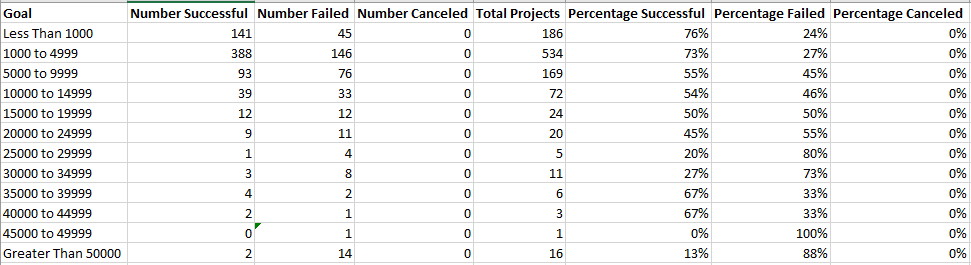 Goal Number Successful Number Failed Number Canceled Total Projects Percentage Successful Percentage Failed Percentage Canceled
Less Than 1000 141 45 0 186 76% 24% 0%
1000 to 4999 388 146 0 534 73% 27% 0%
5000 to 9999 93 76 0 169 55% 45% 0%
10000 to 14999 39 33 0 72 54% 46% 0%
15000 to 19999 12 12 0 24 50% 50% 0%
20000 to 24999 9 11 0 20 45% 55% 0%
25000 to 29999 1 4 0 5 20% 80% 0%
30000 to 34999 3 8 0 11 27% 73% 0%
35000 to 39999 4 2 0 6 67% 33% 0%
40000 to 44999 2 1 0 3 67% 33% 0%
45000 to 49999 0 1 0 1 0% 100% 0%
Greater Than 50000 2 14 0 16 13% 88% 0%